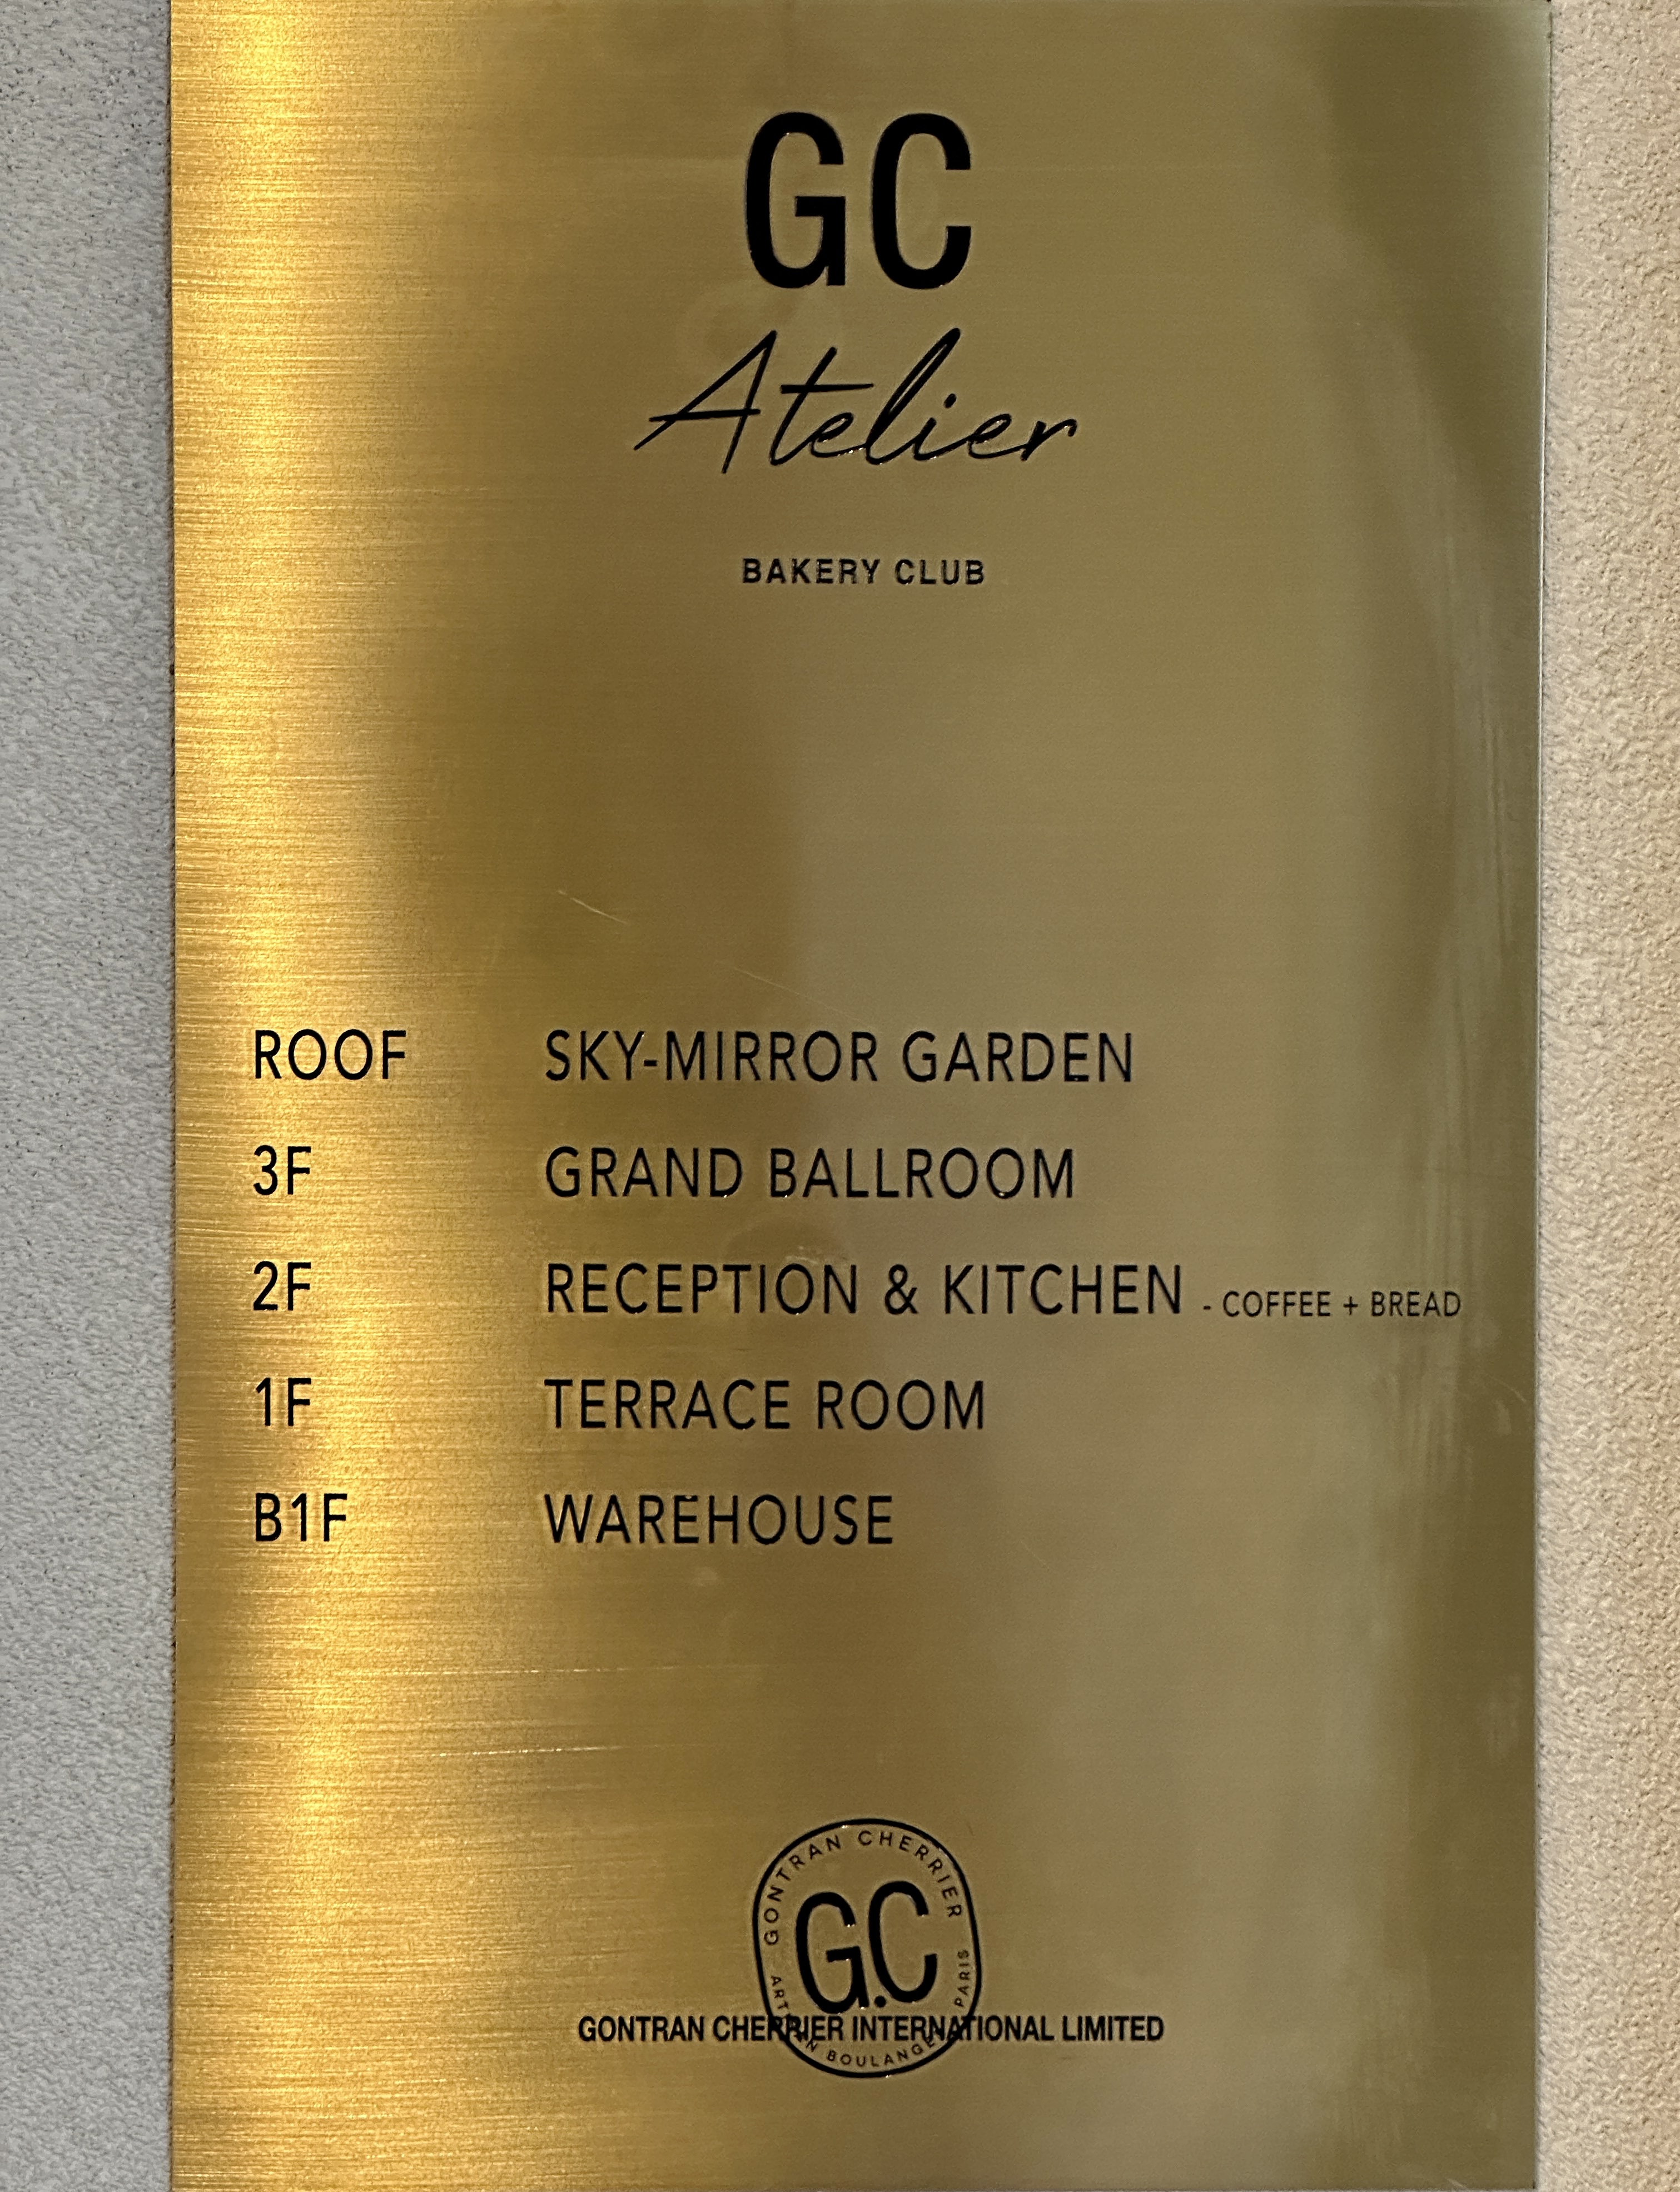 GC
Atelier
BAKERY CLUB
ROOF SKY-MIRROR GARDEN
3F GRAND BALLROOM
2F RECEPTION & KITCHEN - COFFEE + BREAD
1F TERRACE ROOM
B1F WAREHOUSE
GONTRAN CHERRIER
G.C
ARTISAN BOULANGER PARIS
GONTRAN CHERRIER INTERNATIONAL LIMITED